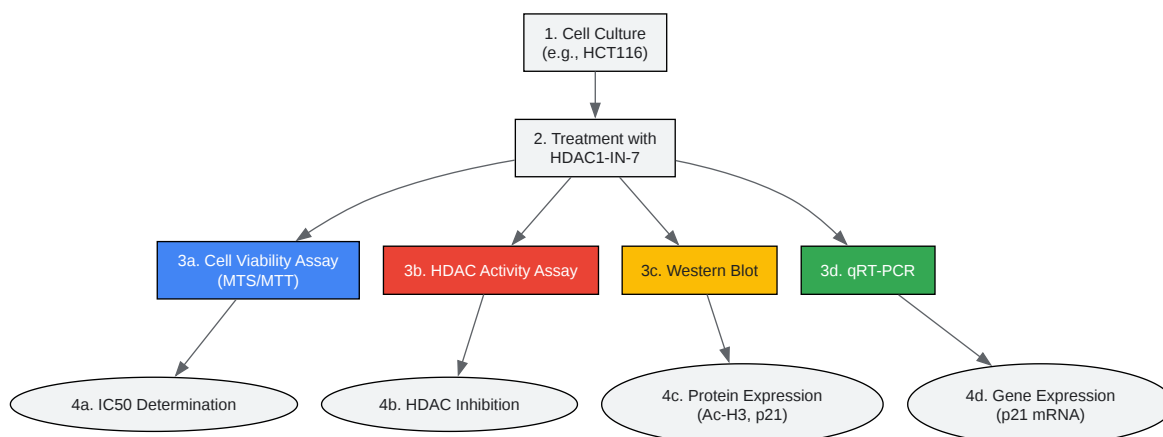 1. Cell Culture
(e.g., HCT116)
2. Treatment with
HDAC1-IN-7
3a. Cell Viability Assay
(MTS/MTT)
3b. HDAC Activity Assay
3c. Western Blot
3d. qRT-PCR
4a. IC50 Determination
4b. HDAC Inhibition
4c. Protein Expression
(Ac-H3, p21)
4d. Gene Expression
(p21 mRNA)